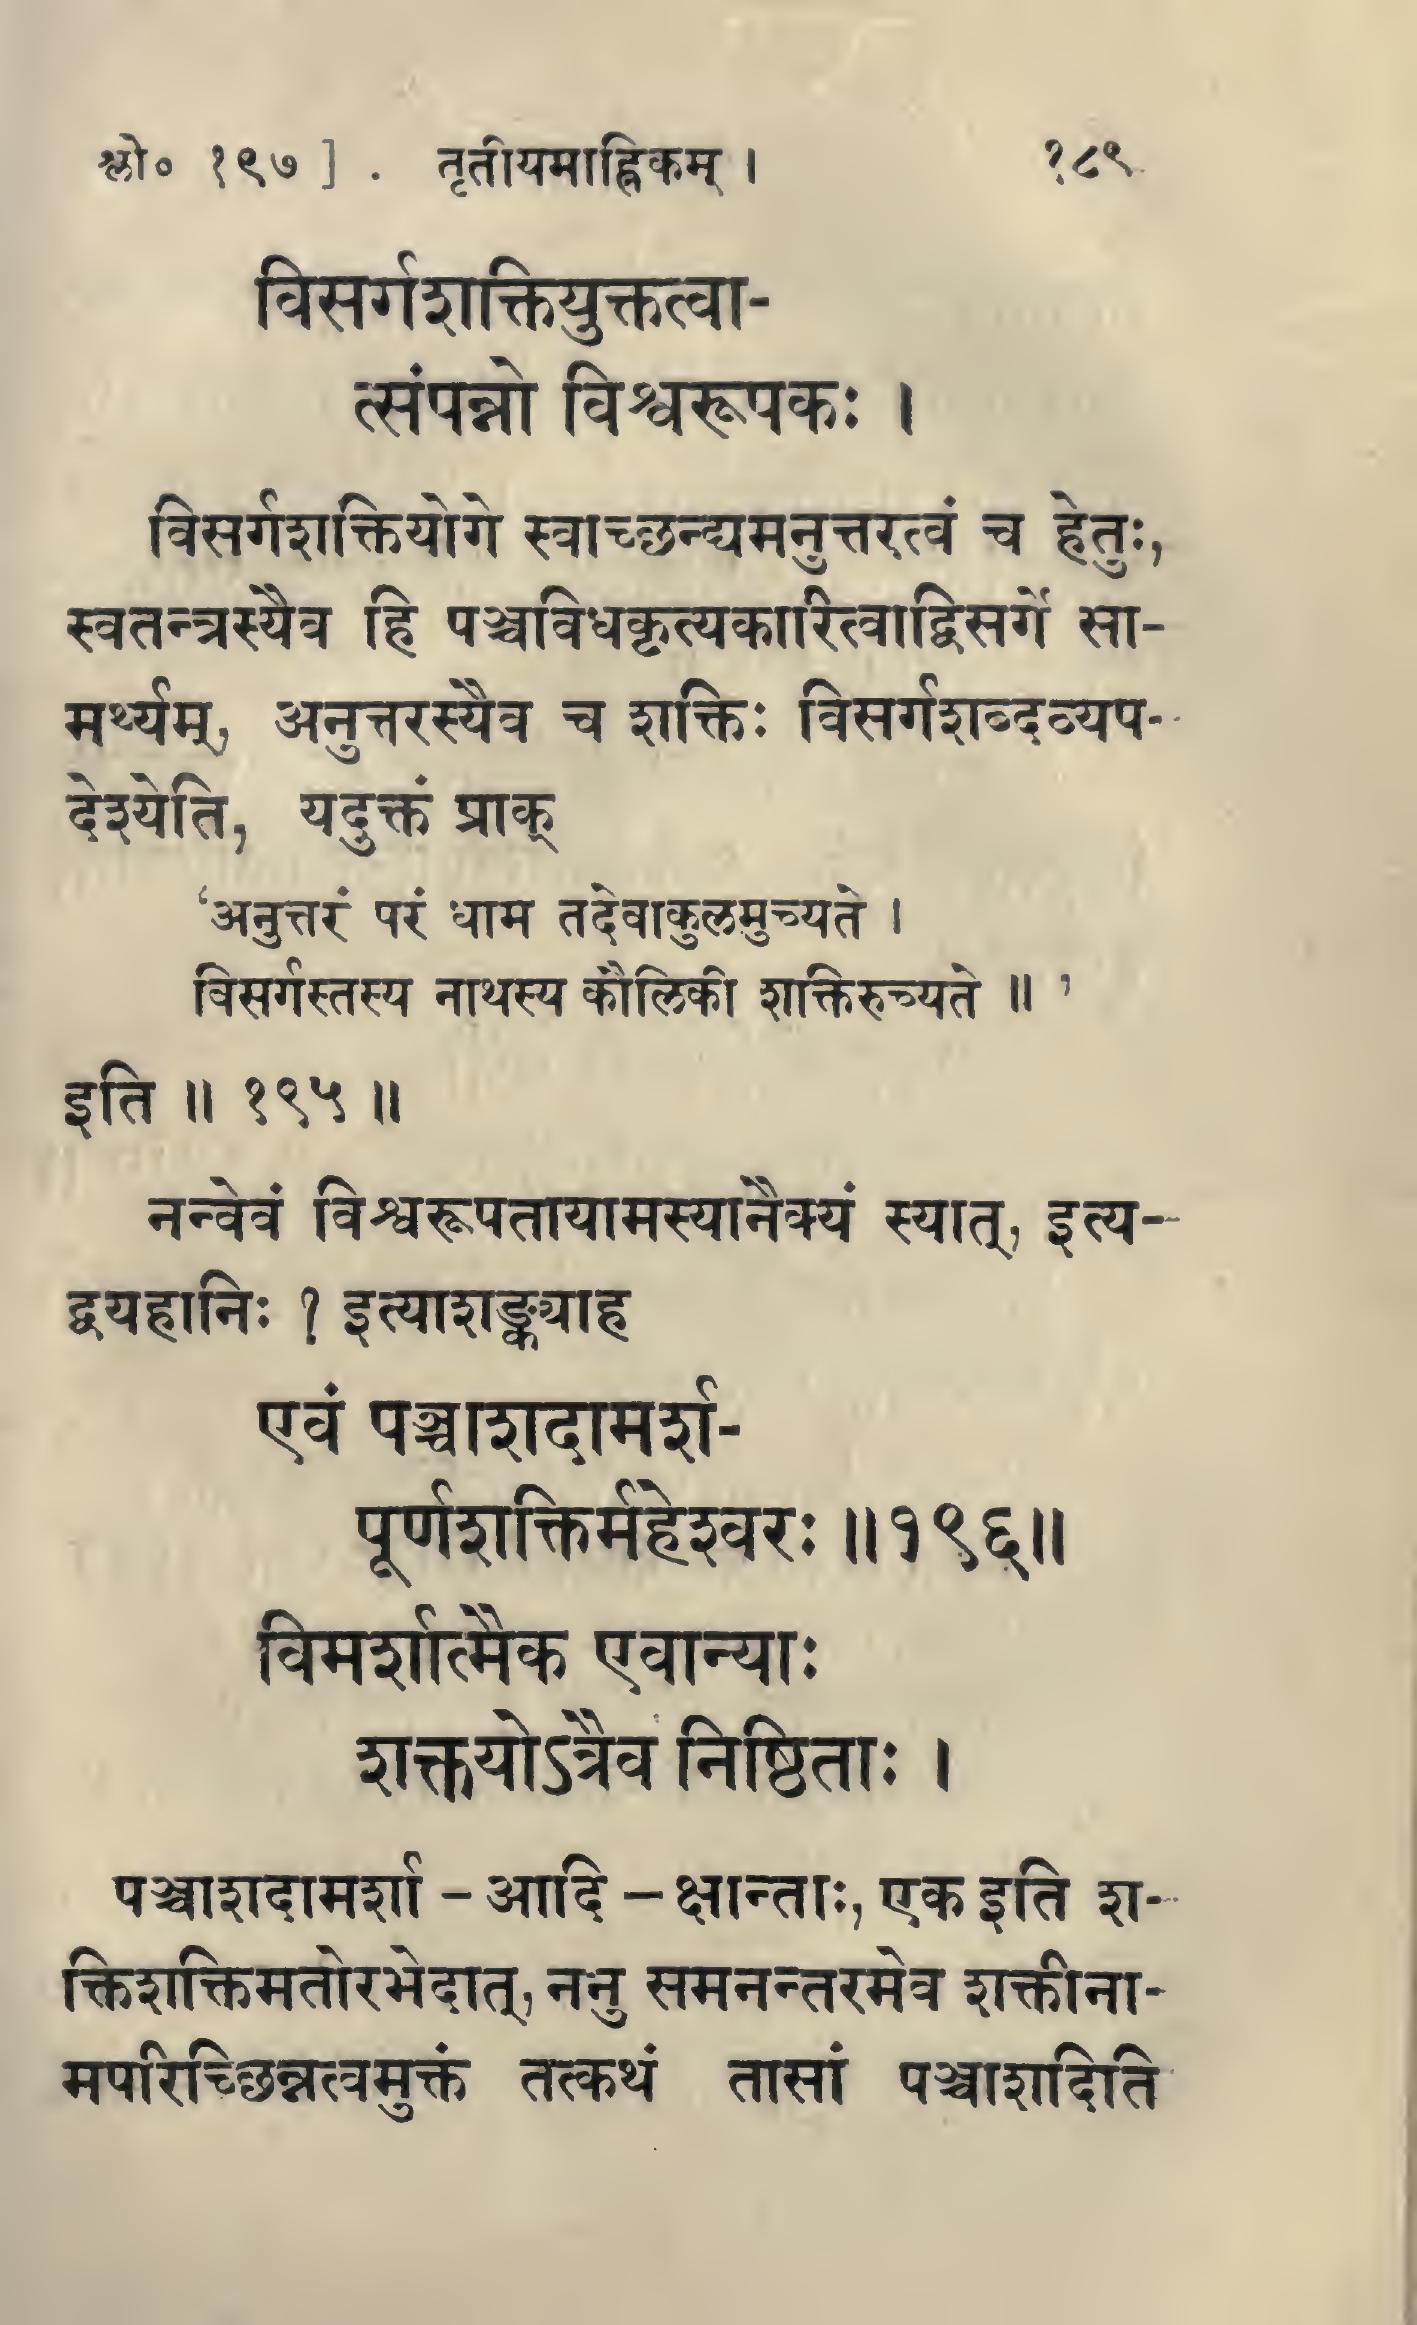 श्लो० १९७ ] . तृतीयमाह्निकम् । १८९
विसर्गशक्तियुक्तत्वा-
त्संपन्नो विश्वरूपकः ।
विसर्गशक्तियोगे स्वाच्छन्द्यमनुत्तरत्वं च हेतुः,
स्वतन्त्रस्यैव हि पञ्चविधकृत्यकारित्वाद्विसर्गे सा-
मर्थ्यम्, अनुत्तरस्यैव च शक्तिः विसर्गशब्दव्यप-
देश्येति, यदुक्तं प्राक्
‘अनुत्तरं परं धाम तदेवाकुलमुच्यते ।
विसर्गस्तस्य नाथस्य कौलिकी शक्तिरुच्यते ॥ ’
इति ॥ १९५ ॥
नन्वेवं विश्वरूपतायामस्यानैक्यं स्यात्, इत्य-
द्वयहानिः ? इत्याशङ्क्याह
एवं पञ्चाशदामर्श-
पूर्णशक्तिर्महेश्वरः ॥१९६॥
विमर्शात्मैक एवान्याः
शक्तयोऽत्रैव निष्ठिताः ।
पञ्चाशदामर्शा – आदि – क्षान्ताः, एक इति श-
क्तिशक्तिमतोरभेदात्, ननु समनन्तरमेव शक्तीना-
मपरिच्छिन्नत्वमुक्तं तत्कथं तासां पञ्चाशदिति